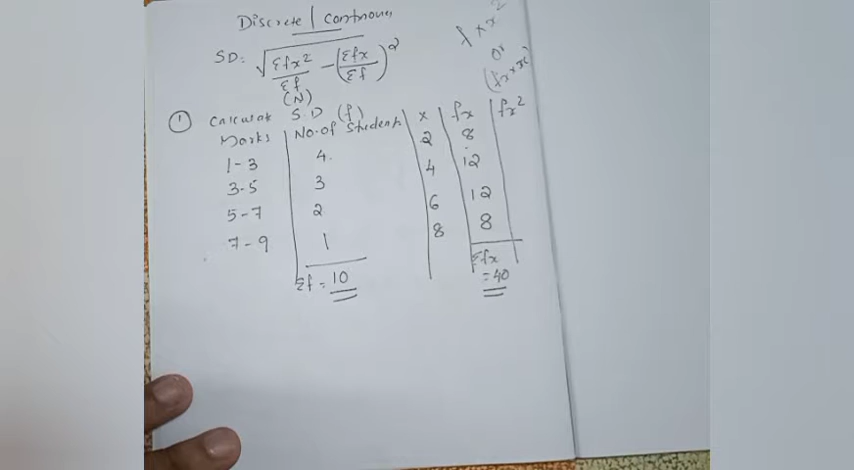 Discrete | Continous
SD: √ Σfx²/Σf (N) − (Σfx/Σf)²
f × x²
or
(fx × x)
① Calculate S.D (f)
Marks | No. of Students | x | fx | fx²
1-3 | 4 | 2 | 8
3-5 | 3 | 4 | 12
5-7 | 2 | 6 | 12
7-9 | 1 | 8 | 8
Σf = 10 | Σfx = 40